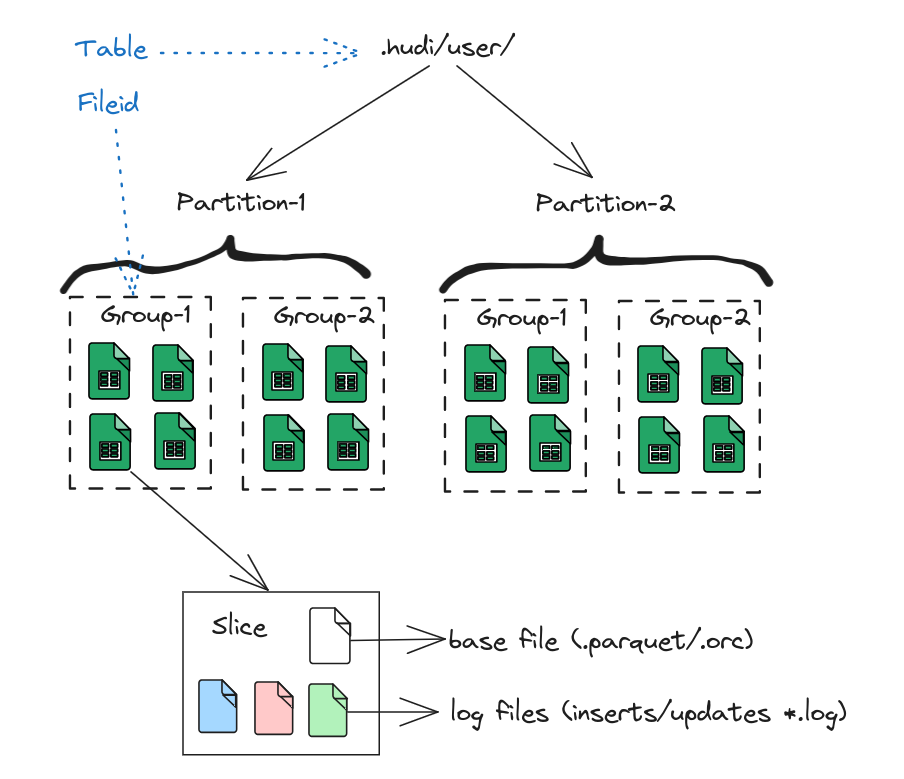 Table
.hudi/user/
Fileid
Partition-1
Partition-2
Group-1
Group-2
Group-1
Group-2
Slice
base file (.parquet/.orc)
log files (inserts/updates *.log)